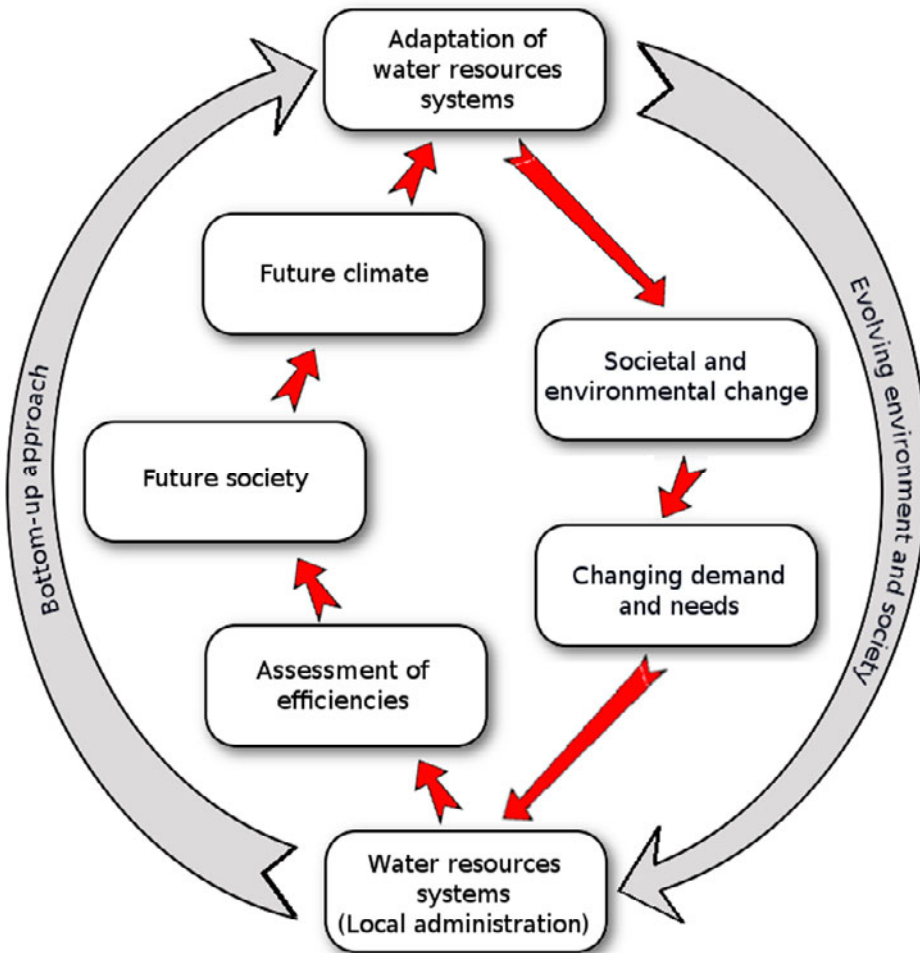 Adaptation of
water resources
systems
Future climate
Societal and
environmental change
Future society
Changing demand
and needs
Assessment of
efficiencies
Water resources
systems
(Local administration)
Bottom-up approach
Evolving environment and society